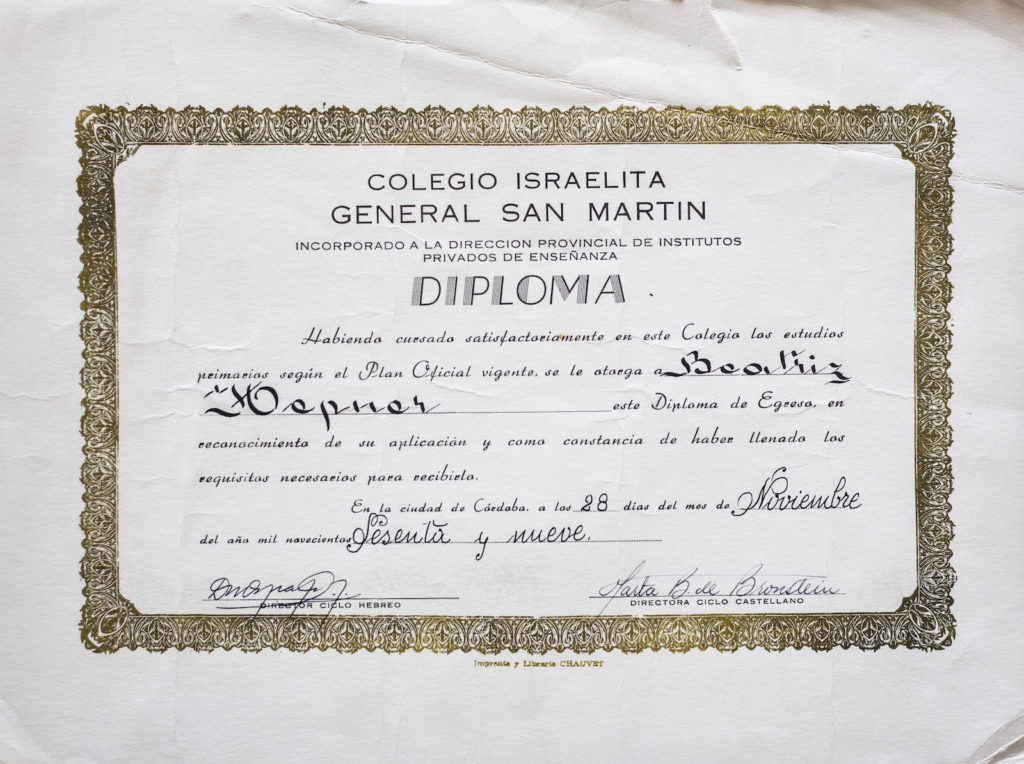 COLEGIO ISRAELITA
GENERAL SAN MARTIN
INCORPORADO A LA DIRECCION PROVINCIAL DE INSTITUTOS
PRIVADOS DE ENSEÑANZA
DIPLOMA
Habiendo cursado satisfactoriamente en este Colegio los estudios
primarios según el Plan Oficial vigente, se le otorga a Beatriz
Hepner este Diploma de Egreso, en
reconocimiento de su aplicación y como constancia de haber llenado los
requisitos necesarios para recibirlo.
En la ciudad de Córdoba, a los 28 días del mes de Noviembre
del año mil novecientos Sesenta y nueve.
Marta B. de Bronstein
DIRECTOR CICLO HEBREO DIRECTORA CICLO CASTELLANO
Imprenta y Librería CHAUVET